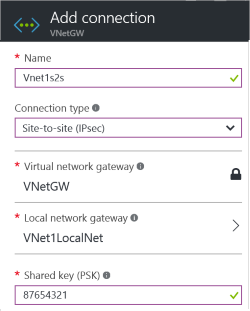 Add connection
VNetGW
* Name
Vnet1s2s
Connection type
Site-to-site (IPsec)
* Virtual network gateway
VNetGW
* Local network gateway
VNet1LocalNet
* Shared key (PSK)
87654321